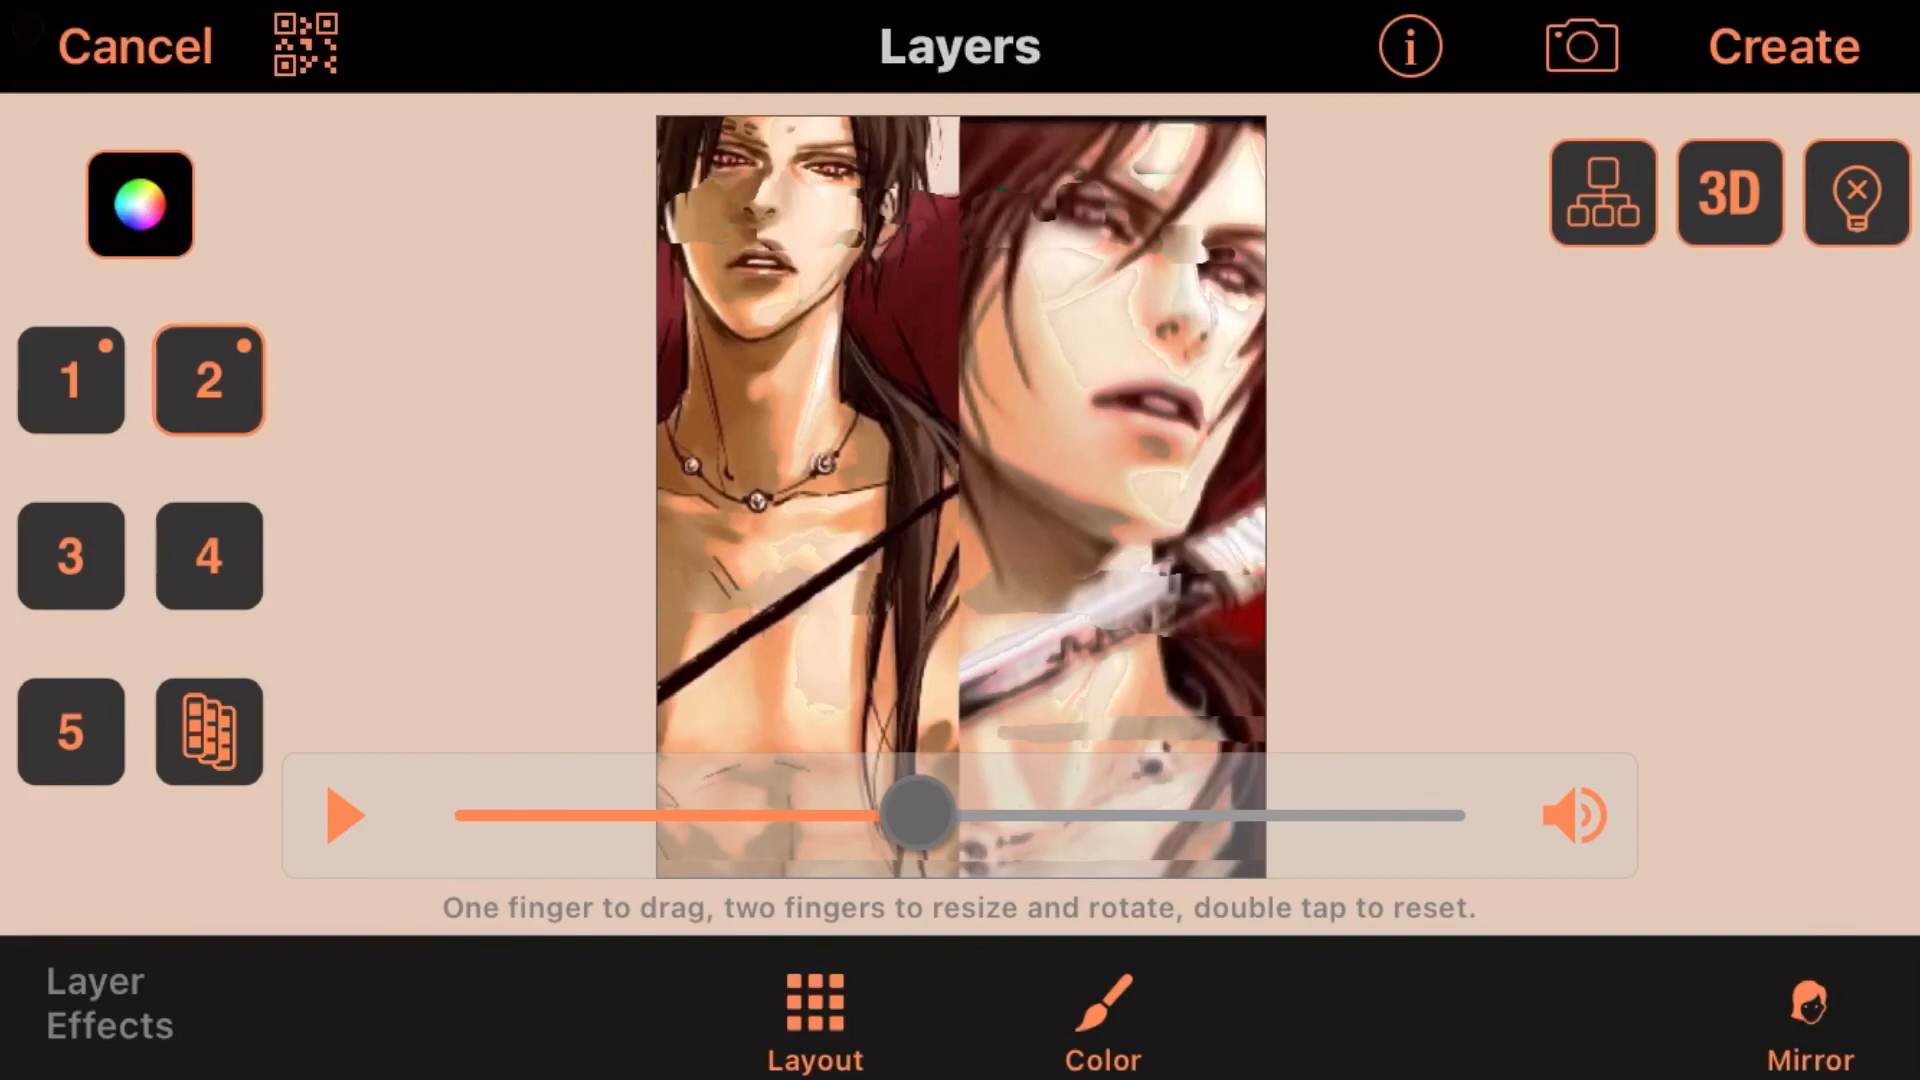 Cancel
Layers
Create
3D
1
2
3
4
5
One finger to drag, two fingers to resize and rotate, double tap to reset.
Layer
Effects
Layout
Color
Mirror